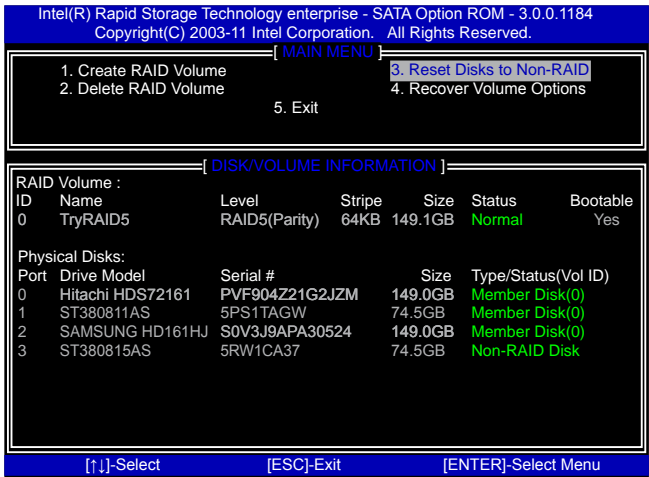 Intel(R) Rapid Storage Technology enterprise - SATA Option ROM - 3.0.0.1184
Copyright(C) 2003-11 Intel Corporation. All Rights Reserved.
[ MAIN MENU ]
1. Create RAID Volume 3. Reset Disks to Non-RAID
2. Delete RAID Volume 4. Recover Volume Options
5. Exit
[ DISK/VOLUME INFORMATION ]
RAID Volume :
ID Name Level Stripe Size Status Bootable
0 TryRAID5 RAID5(Parity) 64KB 149.1GB Normal Yes
Physical Disks:
Port Drive Model Serial # Size Type/Status(Vol ID)
0 Hitachi HDS72161 PVF904Z21G2JZM 149.0GB Member Disk(0)
1 ST380811AS 5PS1TAGW 74.5GB Member Disk(0)
2 SAMSUNG HD161HJ S0V3J9APA30524 149.0GB Member Disk(0)
3 ST380815AS 5RW1CA37 74.5GB Non-RAID Disk
[↑↓]-Select [ESC]-Exit [ENTER]-Select Menu